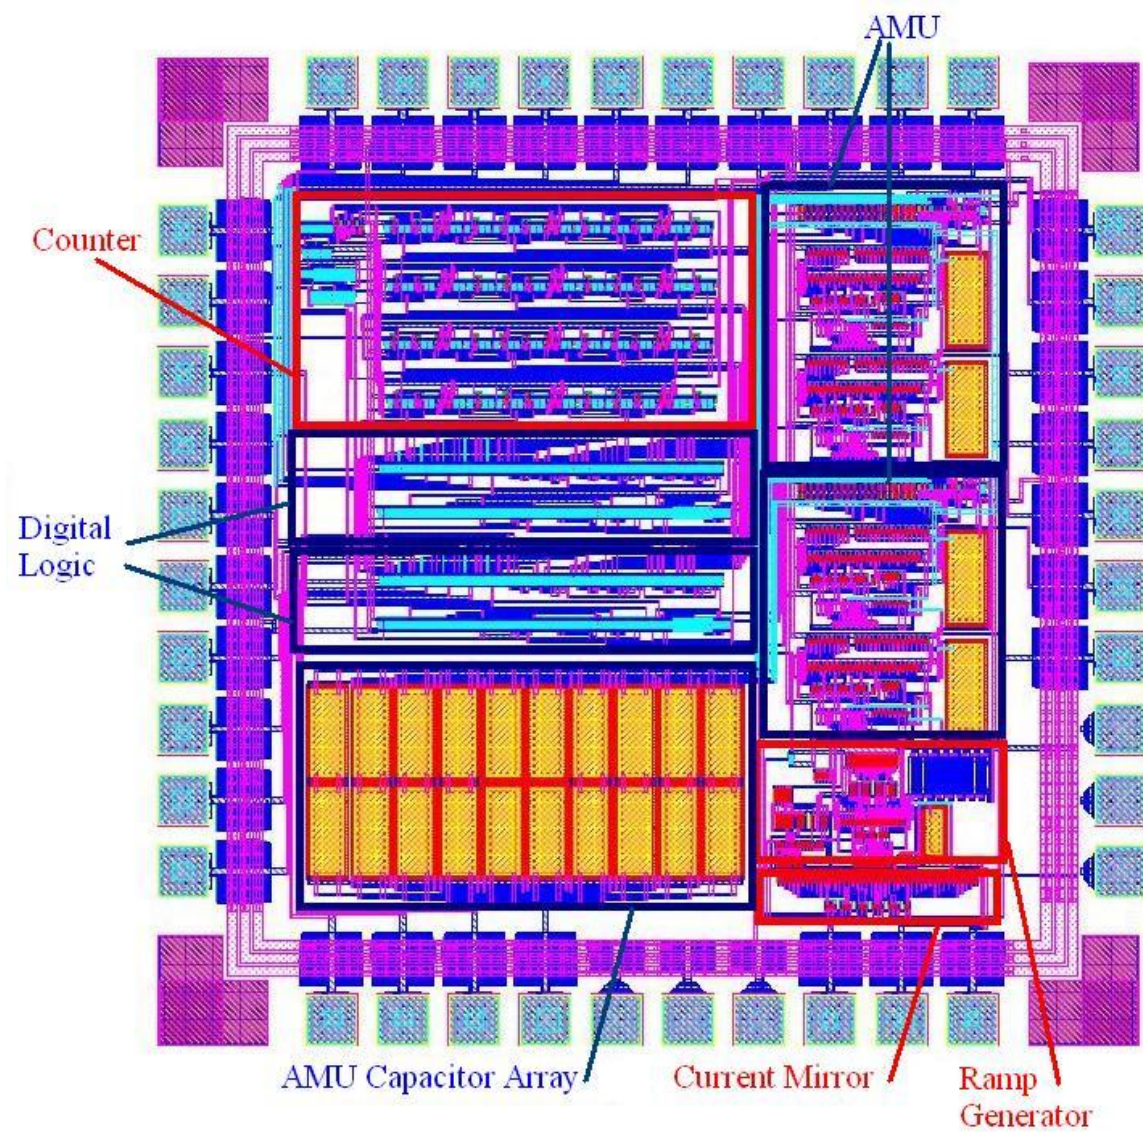 AMU
Counter
Digital
Logic
AMU Capacitor Array
Current Mirror
Ramp
Generator